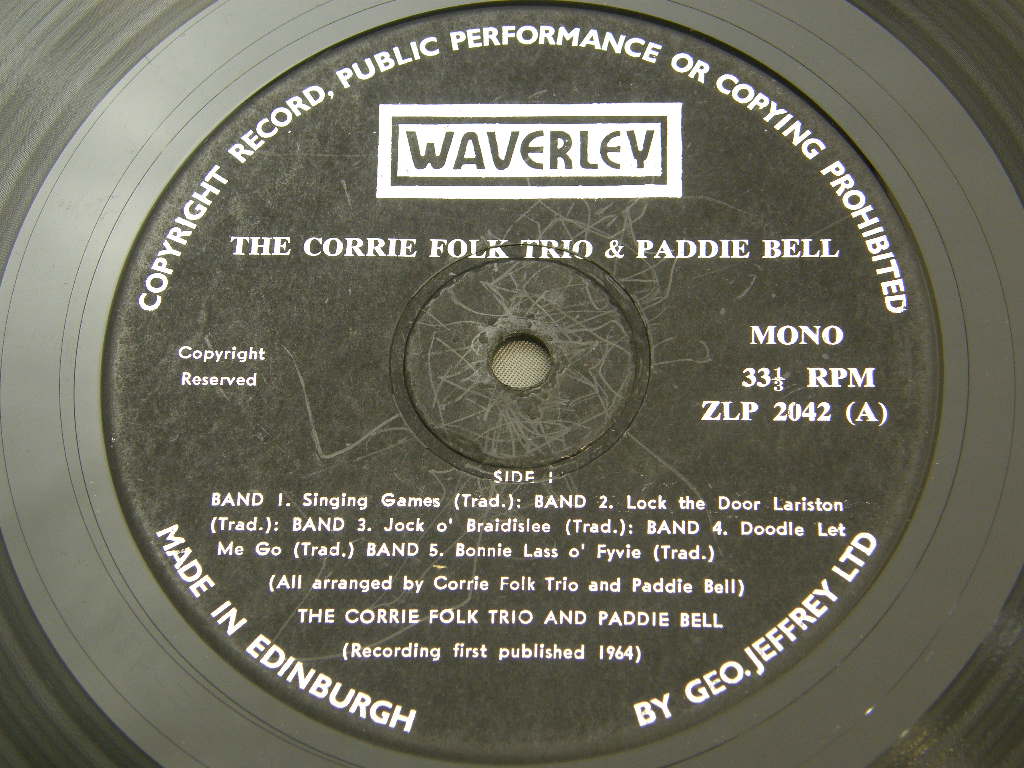 COPYRIGHT RECORD, PUBLIC PERFORMANCE OR COPYING PROHIBITED
WAVERLEY
THE CORRIE FOLK TRIO & PADDIE BELL
Copyright
Reserved
MONO
33⅓ RPM
ZLP 2042 (A)
SIDE 1
BAND 1. Singing Games (Trad.): BAND 2. Lock the Door Lariston
(Trad.): BAND 3. Jock o' Braidislee (Trad.): BAND 4. Doodle Let
Me Go (Trad.) BAND 5. Bonnie Lass o' Fyvie (Trad.)
(All arranged by Corrie Folk Trio and Paddie Bell)
THE CORRIE FOLK TRIO AND PADDIE BELL
(Recording first published 1964)
MADE IN EDINBURGH
BY GEO. JEFFREY LTD